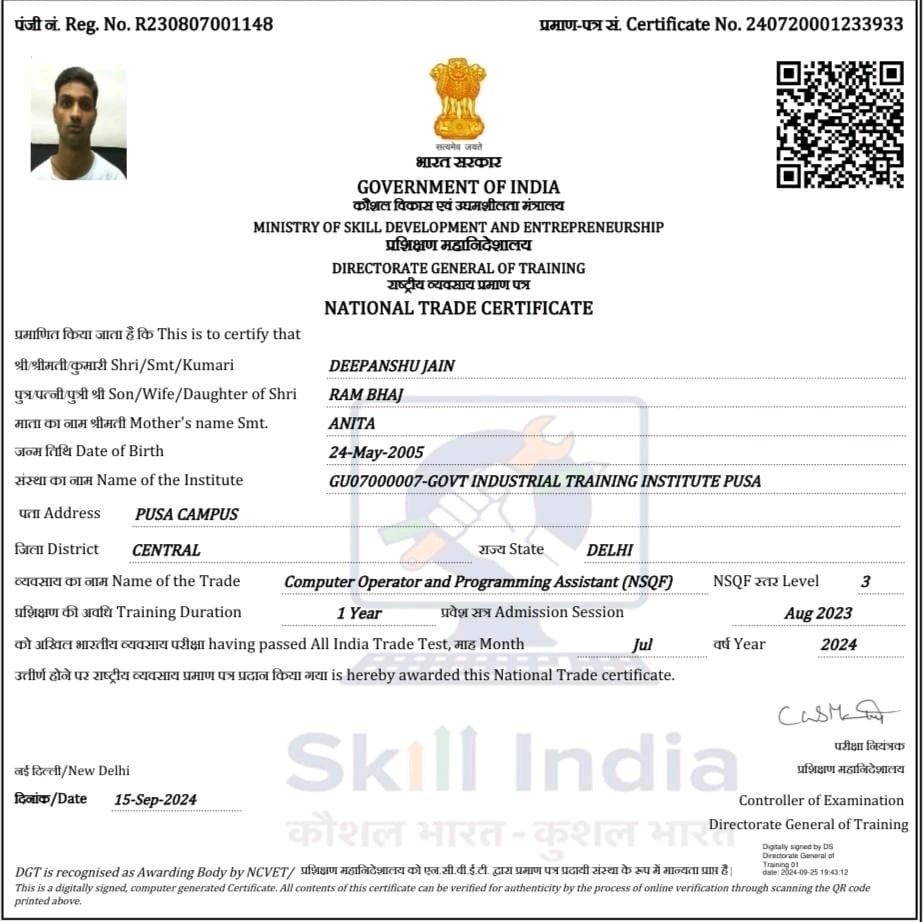 पंजी नं. Reg. No. R230807001148
प्रमाण-पत्र सं. Certificate No. 240720001233933
सत्यमेव जयते
भारत सरकार
GOVERNMENT OF INDIA
कौशल विकास एवं उद्यमशीलता मंत्रालय
MINISTRY OF SKILL DEVELOPMENT AND ENTREPRENEURSHIP
प्रशिक्षण महानिदेशालय
DIRECTORATE GENERAL OF TRAINING
राष्ट्रीय व्यवसाय प्रमाण पत्र
NATIONAL TRADE CERTIFICATE
प्रमाणित किया जाता है कि This is to certify that
श्री/श्रीमती/कुमारी Shri/Smt/Kumari DEEPANSHU JAIN
पुत्र/पत्नी/पुत्री श्री Son/Wife/Daughter of Shri RAM BHAJ
माता का नाम श्रीमती Mother's name Smt. ANITA
जन्म तिथि Date of Birth 24-May-2005
संस्था का नाम Name of the Institute GU07000007-GOVT INDUSTRIAL TRAINING INSTITUTE PUSA
पता Address PUSA CAMPUS
जिला District CENTRAL राज्य State DELHI
व्यवसाय का नाम Name of the Trade Computer Operator and Programming Assistant (NSQF) NSQF स्तर Level 3
प्रशिक्षण की अवधि Training Duration 1 Year प्रवेश सत्र Admission Session Aug 2023
को अखिल भारतीय व्यवसाय परीक्षा having passed All India Trade Test, माह Month Jul वर्ष Year 2024
उत्तीर्ण होने पर राष्ट्रीय व्यवसाय प्रमाण पत्र प्रदान किया गया is hereby awarded this National Trade certificate.
Skill India
कौशल भारत - कुशल भारत
परीक्षा नियंत्रक
नई दिल्ली/New Delhi
प्रशिक्षण महानिदेशालय
दिनांक/Date 15-Sep-2024
Controller of Examination
Directorate General of Training
Digitally signed by DS
Directorate General of
Training 01
date: 2024-09-25 19:43:12
DGT is recognised as Awarding Body by NCVET/ प्रशिक्षण महानिदेशालय को एन.सी.वी.ई.टी. द्वारा प्रमाण पत्र प्रदायी संस्था के रूप में मान्यता प्राप्त है|
This is a digitally signed, computer generated Certificate. All contents of this certificate can be verified for authenticity by the process of online verification through scanning the QR code
printed above.